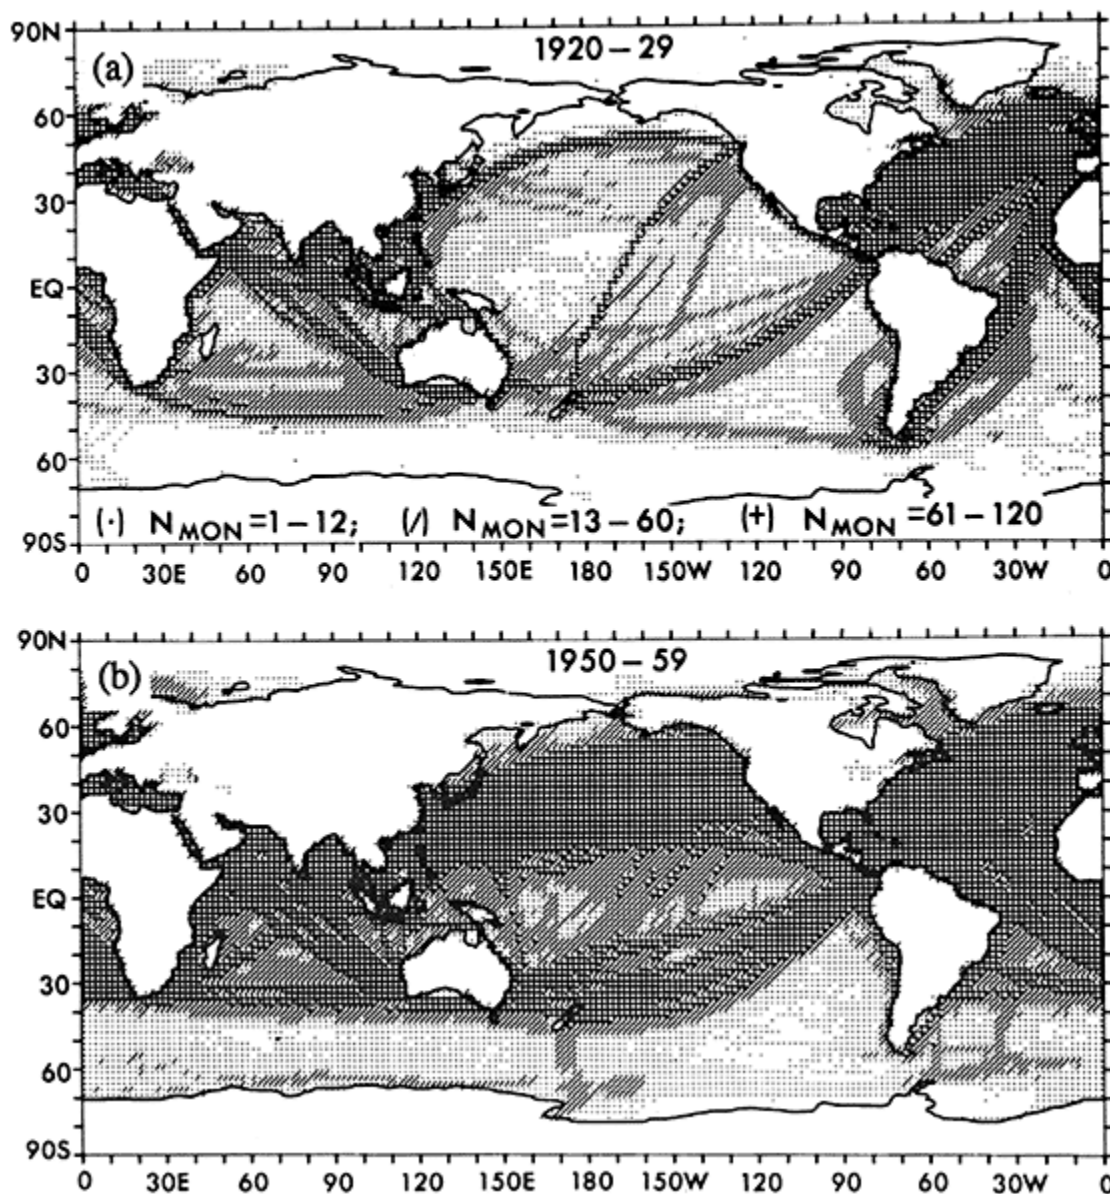 90N
(a)
1920 – 29
60
30
EQ
30
60
90S
(·) N_MON = 1 – 12; (/) N_MON = 13 – 60; (+) N_MON = 61 – 120
0 30E 60 90 120 150E 180 150W 120 90 60 30W 0
90N
(b)
1950 – 59
60
30
EQ
30
60
90S
0 30E 60 90 120 150E 180 150W 120 90 60 30W 0